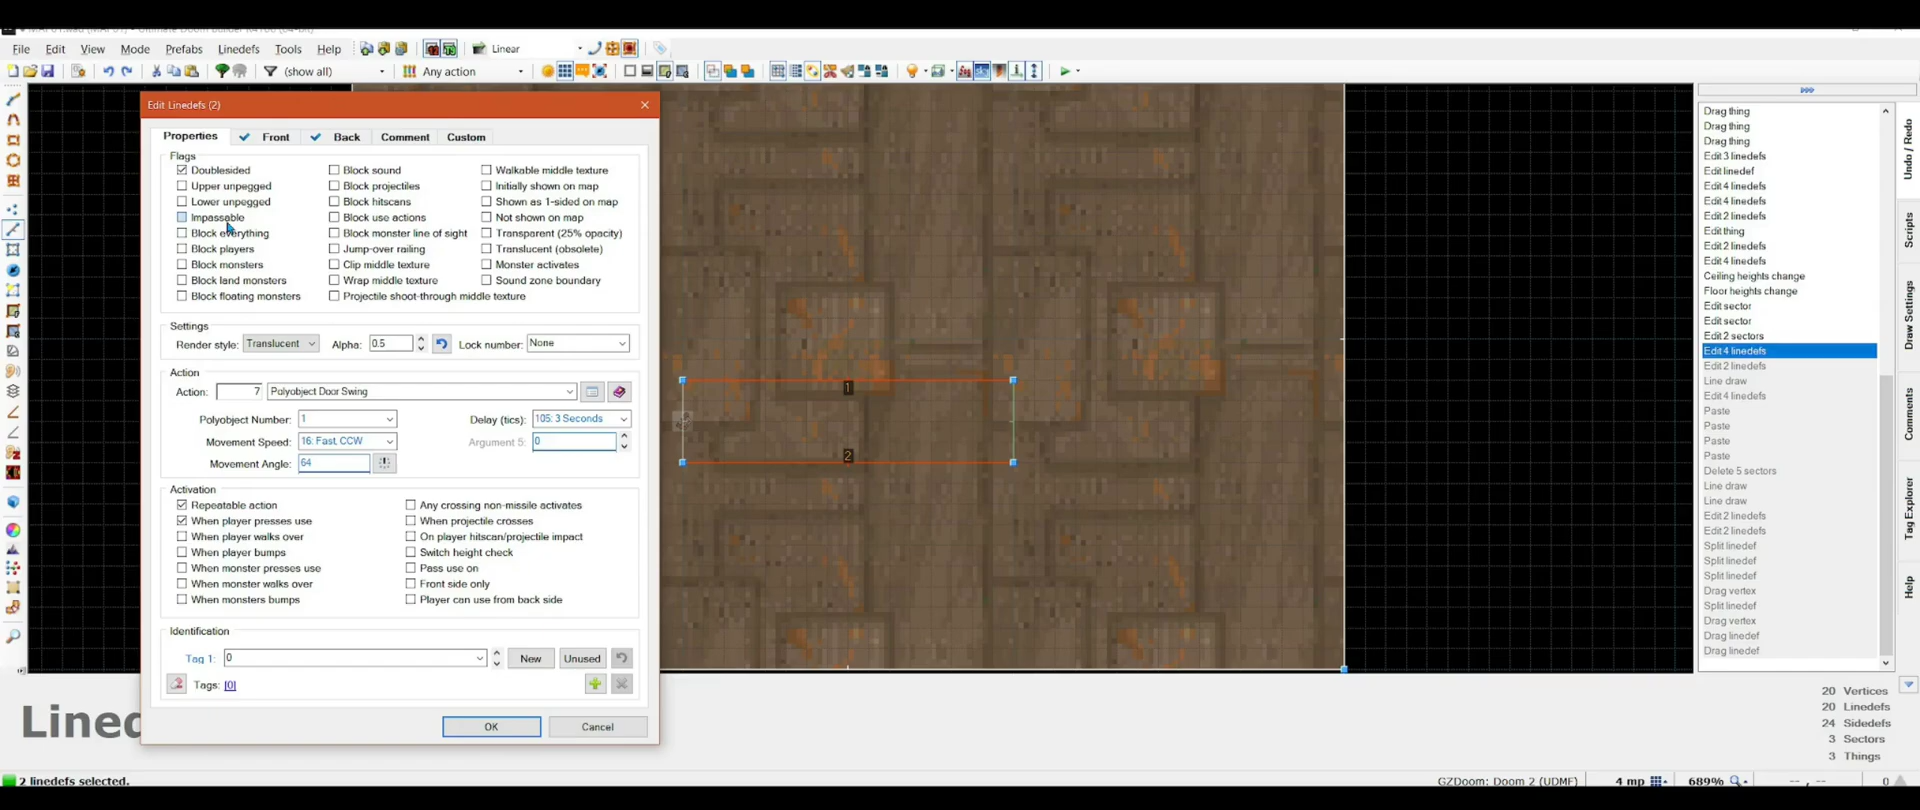 File Edit View Mode Prefabs Linedefs Tools Help Linear
(show all) Any action
Edit Linedefs (2)
Properties Front Back Comment Custom
Flags
Doublesided Block sound Walkable middle texture
Upper unpegged Block projectiles Initially shown on map
Lower unpegged Block hitscans Shown as 1-sided on map
Impassable Block use actions Not shown on map
Block everything Block monster line of sight Transparent (25% opacity)
Block players Jump-over railing Translucent (obsolete)
Block monsters Clip middle texture Monster activates
Block land monsters Wrap middle texture Sound zone boundary
Block floating monsters Projectile shoot-through middle texture
Settings
Render style: Translucent Alpha: 0.5 Lock number: None
Action
Action: 7 Polyobject Door Swing
Polyobject Number: 1 Delay (tics): 105: 3 Seconds
Movement Speed: 16: Fast, CCW Argument 5: 0
Movement Angle: 64
Activation
Repeatable action Any crossing non-missile activates
When player presses use When projectile crosses
When player walks over On player hitscan/projectile impact
When player bumps Switch height check
When monster presses use Pass use on
When monster walks over Front side only
When monsters bumps Player can use from back side
Identification
Tag 1: 0 New Unused
Tags: [0]
OK Cancel
1
2
Drag thing
Drag thing
Drag thing
Edit 3 linedefs
Edit linedef
Edit 4 linedefs
Edit 4 linedefs
Edit 2 linedefs
Edit thing
Edit 2 linedefs
Edit 4 linedefs
Ceiling heights change
Floor heights change
Edit sector
Edit sector
Edit 2 sectors
Edit 4 linedefs
Edit 2 linedefs
Line draw
Edit 4 linedefs
Paste
Paste
Paste
Paste
Delete 5 sectors
Line draw
Line draw
Edit 2 linedefs
Edit 2 linedefs
Split linedef
Split linedef
Split linedef
Drag vertex
Split linedef
Drag vertex
Drag linedef
Drag linedef
Undo / Redo
Scripts
Draw Settings
Comments
Tag Explorer
Help
Lined
20 Vertices
20 Linedefs
24 Sidedefs
3 Sectors
3 Things
2 linedefs selected. GZDoom: Doom 2 (UDMF) 4 mp 689% -- , -- 0